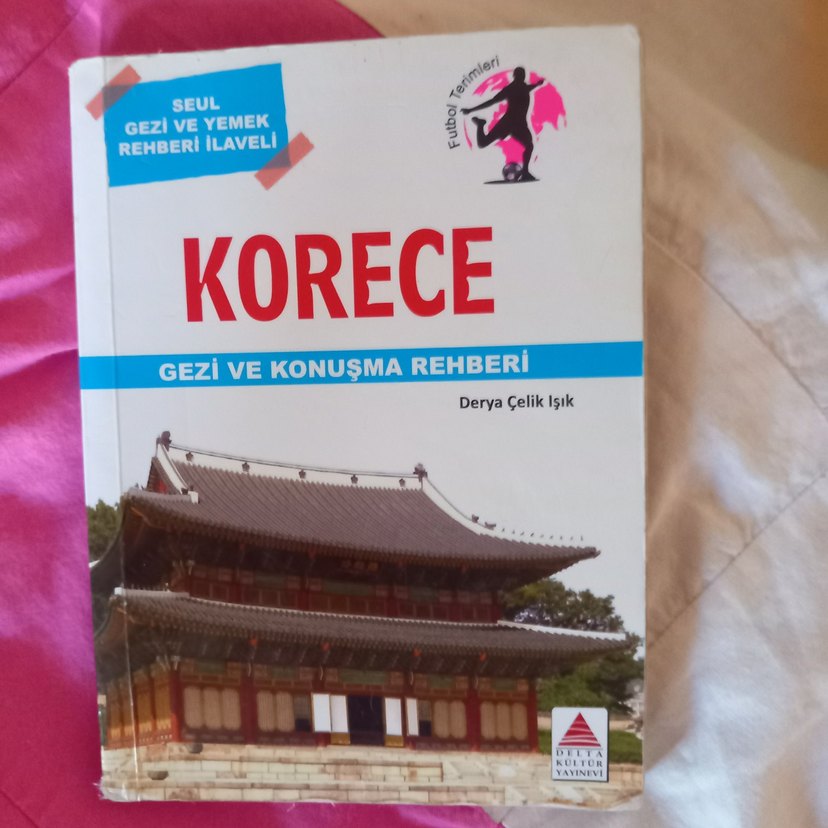 SEUL
GEZİ VE YEMEK
REHBERİ İLAVELİ
Futbol Terimleri
KORECE
GEZİ VE KONUŞMA REHBERİ
Derya Çelik Işık
DELTA
KÜLTÜR
YAYINEVİ